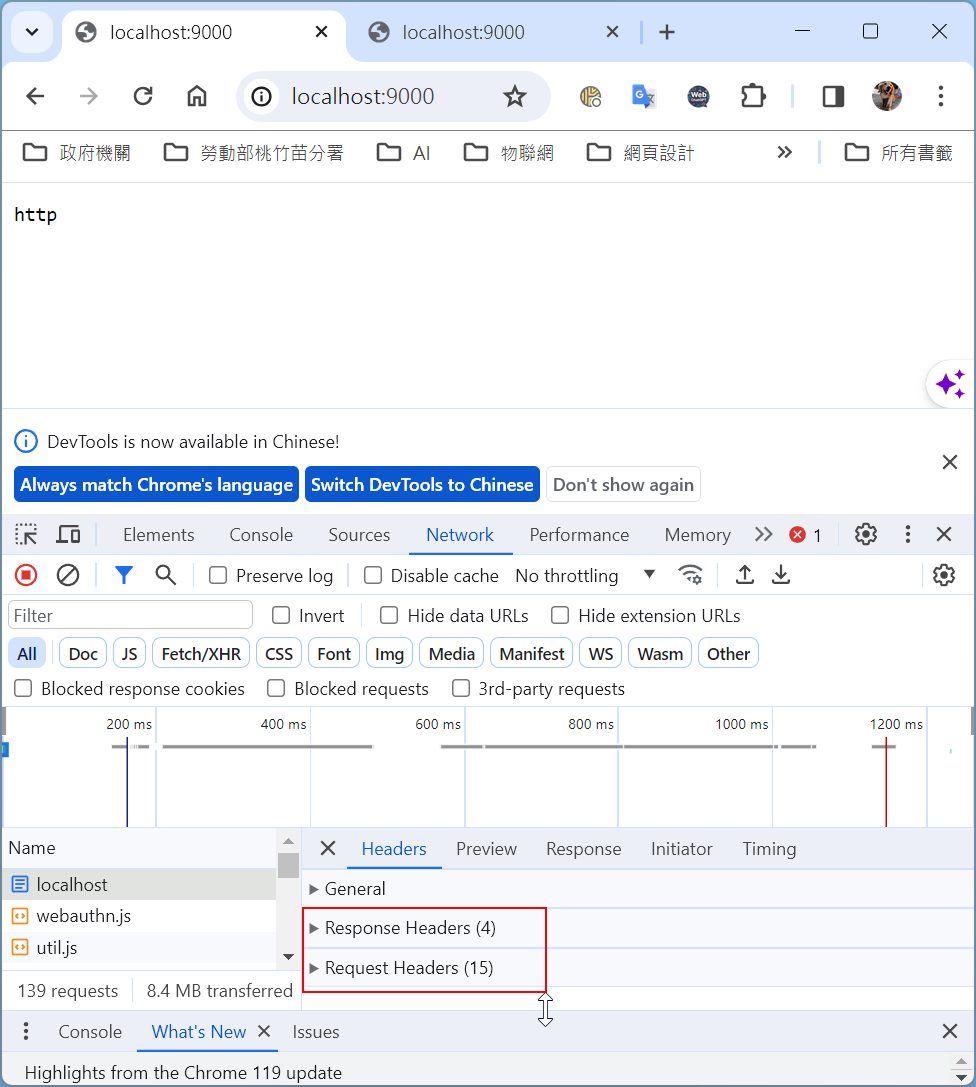 localhost:9000 localhost:9000
localhost:9000
政府機關 勞動部桃竹苗分署 AI 物聯網 網頁設計 所有書籤
http
DevTools is now available in Chinese!
Always match Chrome's language Switch DevTools to Chinese Don't show again
Elements Console Sources Network Performance Memory 1
Preserve log Disable cache No throttling
Filter Invert Hide data URLs Hide extension URLs
All Doc JS Fetch/XHR CSS Font Img Media Manifest WS Wasm Other
Blocked response cookies Blocked requests 3rd-party requests
200 ms 400 ms 600 ms 800 ms 1000 ms 1200 ms
Name Headers Preview Response Initiator Timing
localhost General
webauthn.js Response Headers (4)
util.js Request Headers (15)
139 requests 8.4 MB transferred
Console What's New Issues
Highlights from the Chrome 119 update